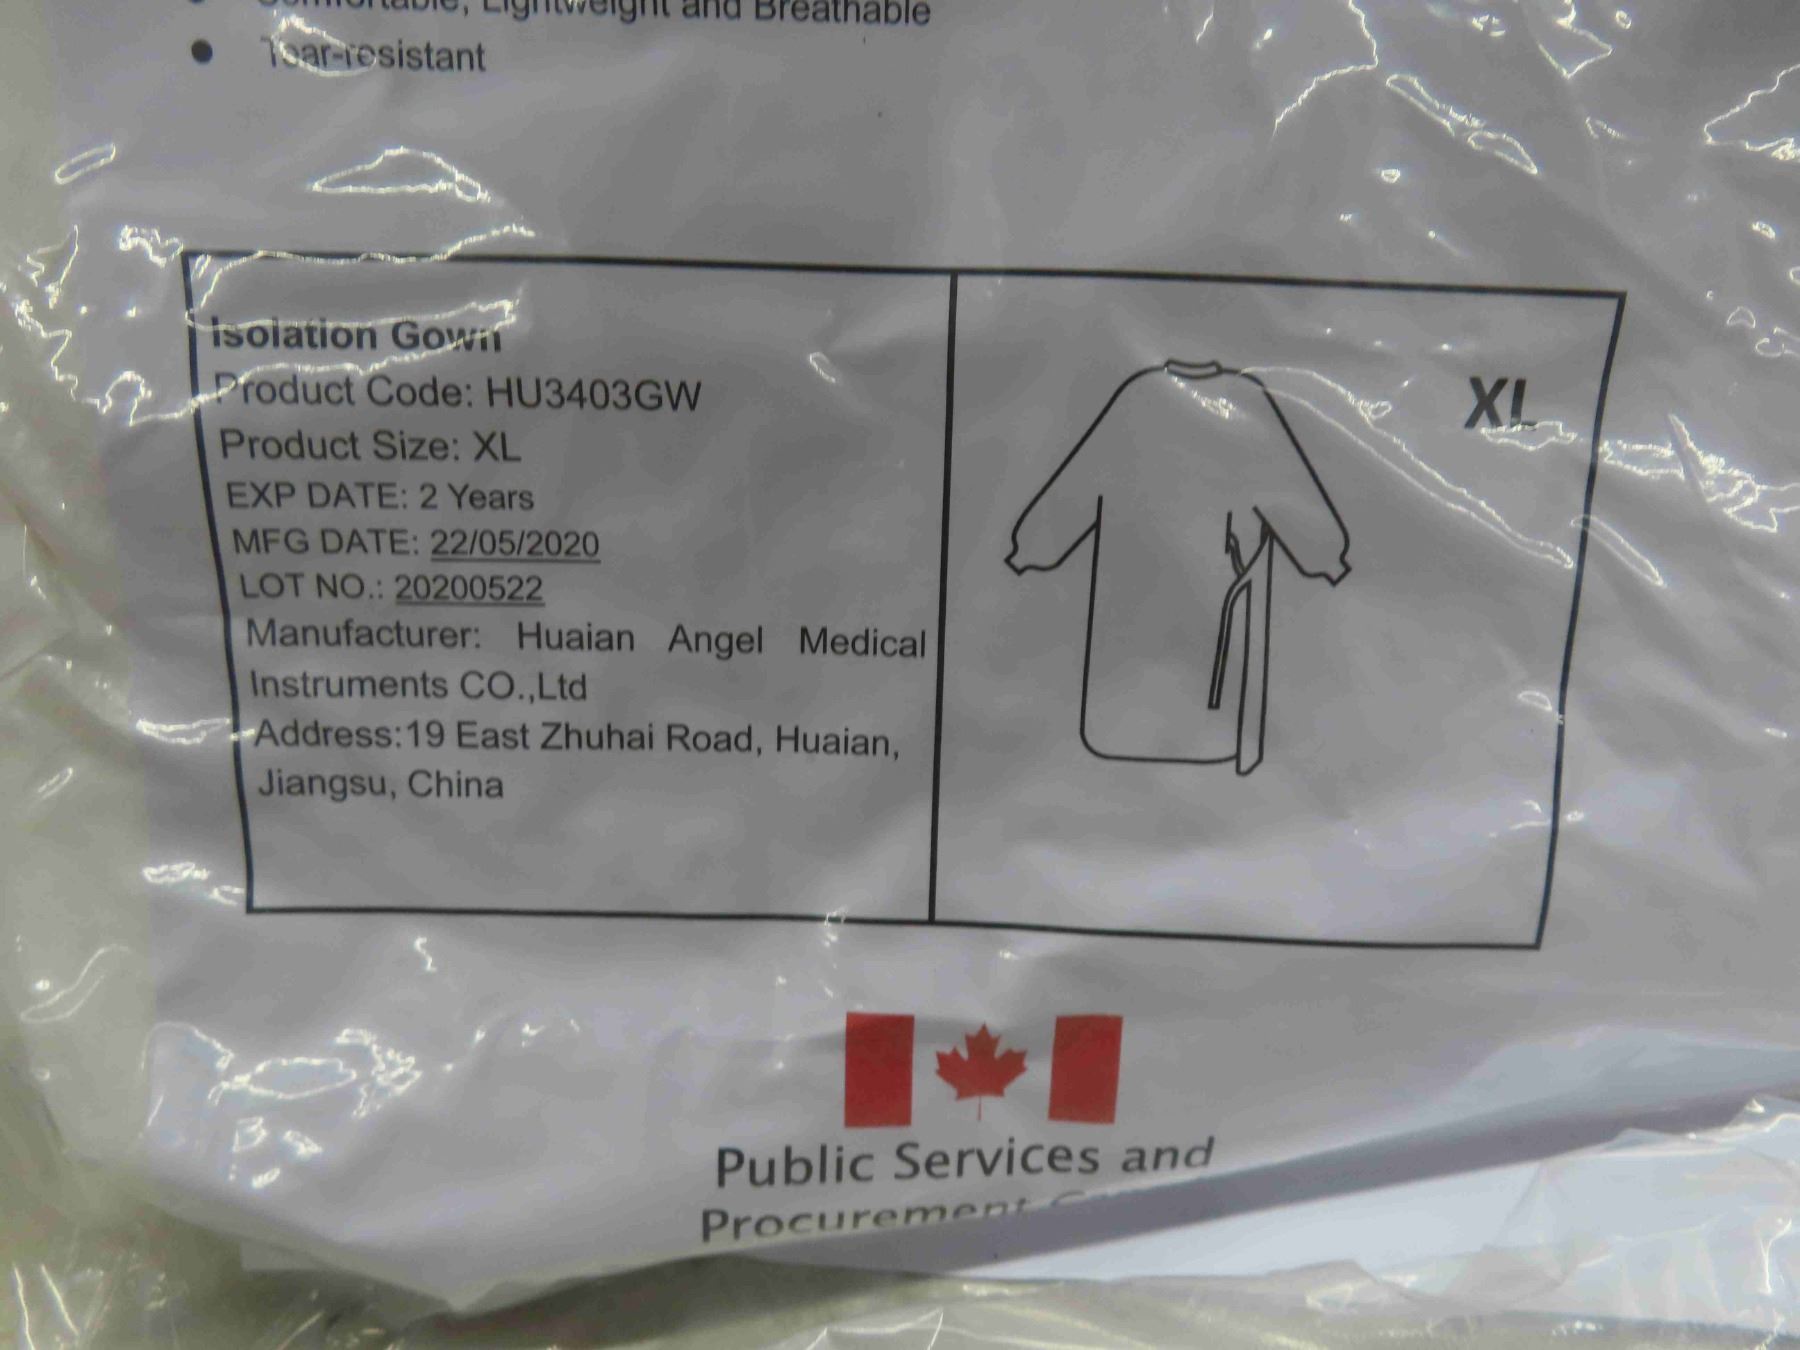 Comfortable, Lightweight and Breathable
● Tear-resistant
Isolation Gown
Product Code: HU3403GW
Product Size: XL
EXP DATE: 2 Years
MFG DATE: 22/05/2020
LOT NO.: 20200522
Manufacturer: Huaian Angel Medical
Instruments CO.,Ltd
Address:19 East Zhuhai Road, Huaian,
Jiangsu, China
XL
Public Services and
Procurement